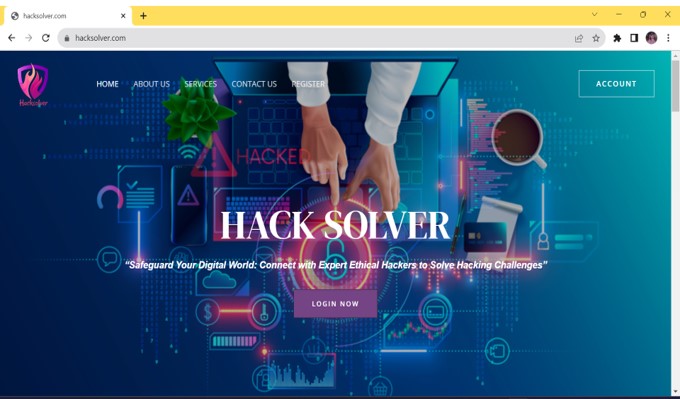 hacksolver.com
hacksolver.com
Hacksolver
HOME ABOUT US SERVICES CONTACT US REGISTER
ACCOUNT
HACKED
HACK SOLVER
“Safeguard Your Digital World: Connect with Expert Ethical Hackers to Solve Hacking Challenges”
LOGIN NOW